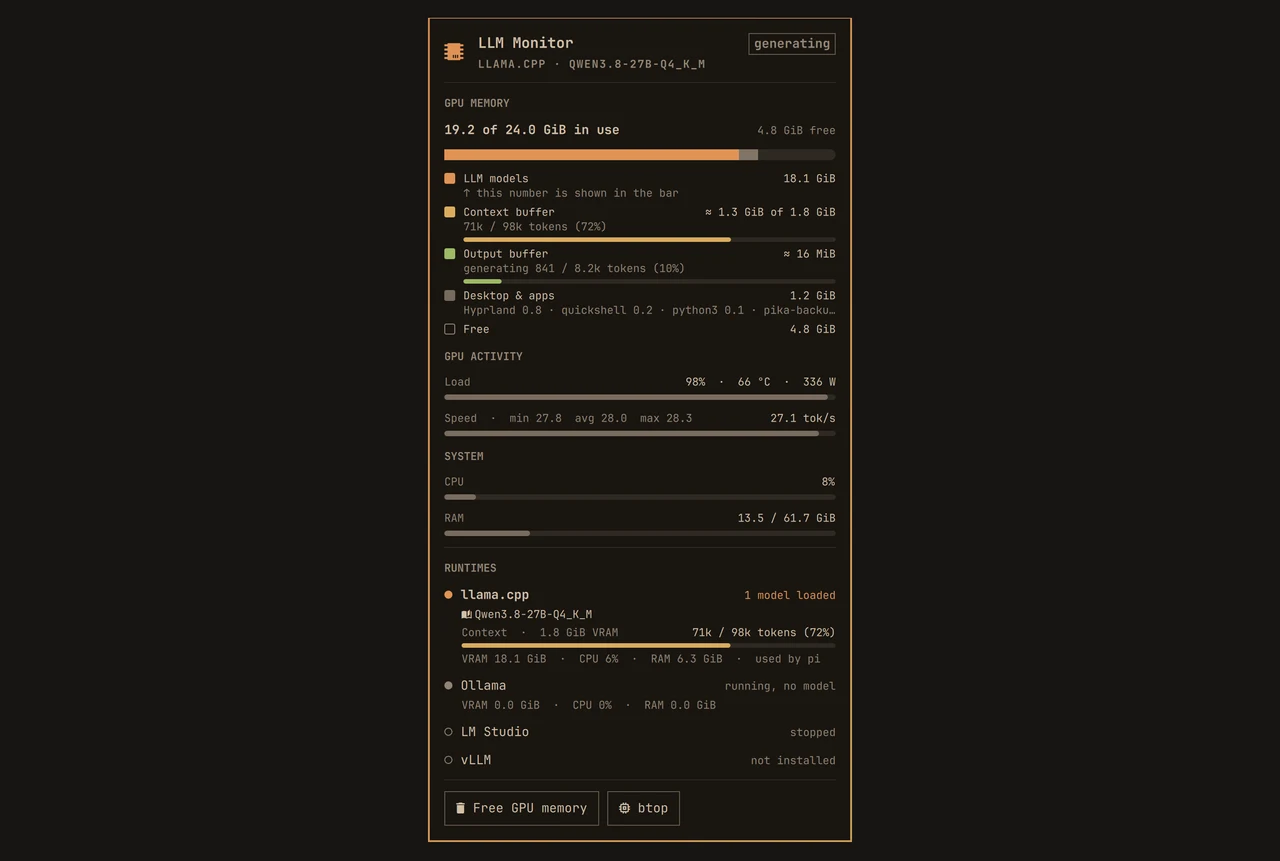 LLM Monitor
generating
LLAMA.CPP · QWEN3.8-27B-Q4_K_M
GPU MEMORY
19.2 of 24.0 GiB in use
4.8 GiB free
LLM models 18.1 GiB
↑ this number is shown in the bar
Context buffer ≈ 1.3 GiB of 1.8 GiB
71k / 98k tokens (72%)
Output buffer ≈ 16 MiB
generating 841 / 8.2k tokens (10%)
Desktop & apps 1.2 GiB
Hyprland 0.8 · quickshell 0.2 · python3 0.1 · pika-backu…
Free 4.8 GiB
GPU ACTIVITY
Load 98% · 66 °C · 336 W
Speed · min 27.8 avg 28.0 max 28.3 27.1 tok/s
SYSTEM
CPU 8%
RAM 13.5 / 61.7 GiB
RUNTIMES
llama.cpp 1 model loaded
Qwen3.8-27B-Q4_K_M
Context · 1.8 GiB VRAM 71k / 98k tokens (72%)
VRAM 18.1 GiB · CPU 6% · RAM 6.3 GiB · used by pi
Ollama running, no model
VRAM 0.0 GiB · CPU 0% · RAM 0.0 GiB
LM Studio stopped
vLLM not installed
Free GPU memory
btop